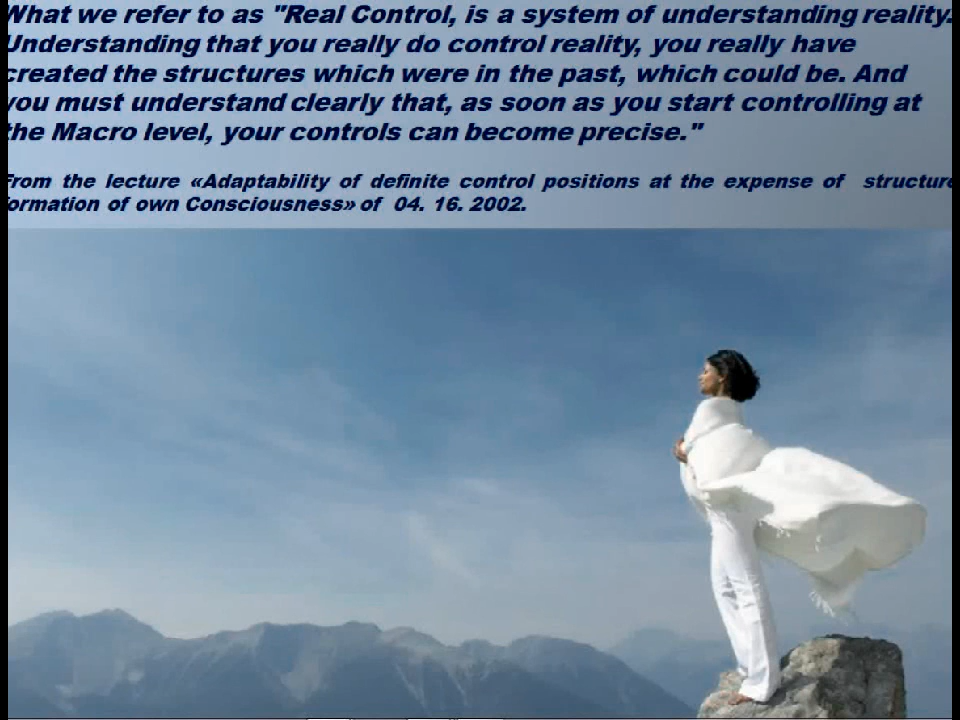 What we refer to as "Real Control, is a system of understanding reality.
Understanding that you really do control reality, you really have
created the structures which were in the past, which could be. And
you must understand clearly that, as soon as you start controlling at
the Macro level, your controls can become precise."
From the lecture «Adaptability of definite control positions at the expense of structure
formation of own Consciousness» of 04. 16. 2002.